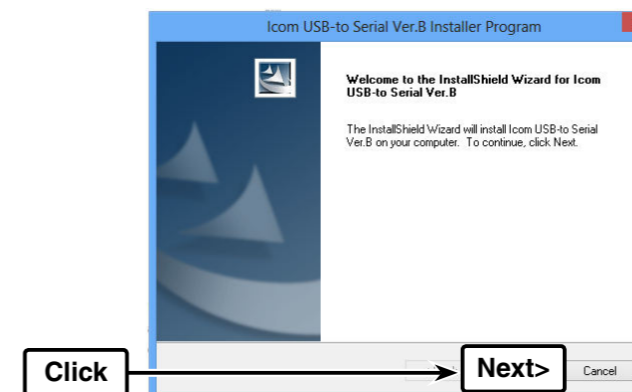 Icom USB-to Serial Ver.B Installer Program
Welcome to the InstallShield Wizard for Icom
USB-to Serial Ver.B
The InstallShield Wizard will install Icom USB-to Serial
Ver.B on your computer. To continue, click Next.
Click
Next>
Cancel